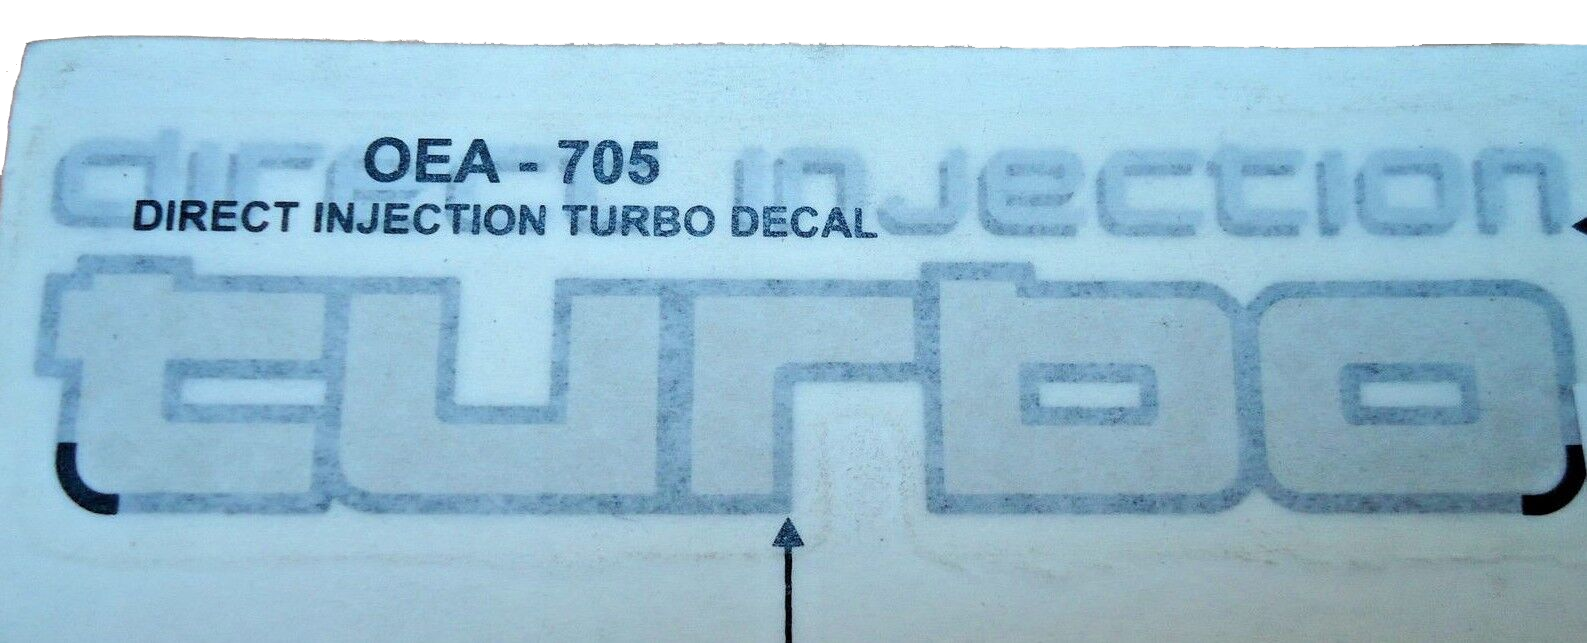 OEA - 705
direct injection
DIRECT INJECTION TURBO DECAL
turbo